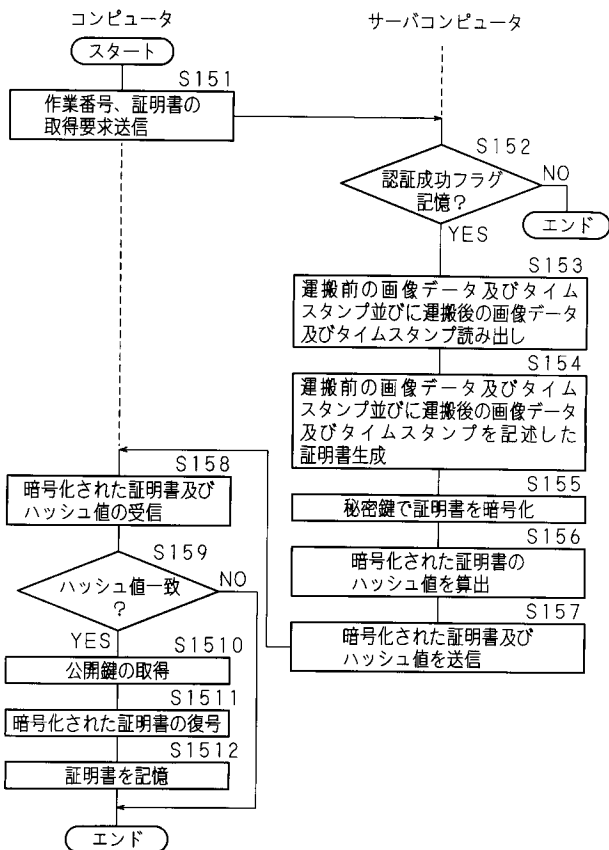 コンピュータ
サーバコンピュータ
スタート
S151
作業番号、証明書の
取得要求送信
S152
認証成功フラグ
記憶?
NO
エンド
YES
S153
運搬前の画像データ及びタイム
スタンプ並びに運搬後の画像データ
及びタイムスタンプ読み出し
S154
運搬前の画像データ及びタイム
スタンプ並びに運搬後の画像データ
及びタイムスタンプを記述した
証明書生成
S155
秘密鍵で証明書を暗号化
S156
暗号化された証明書の
ハッシュ値を算出
S157
暗号化された証明書及び
ハッシュ値を送信
S158
暗号化された証明書及び
ハッシュ値の受信
S159
ハッシュ値一致
?
NO
YES
S1510
公開鍵の取得
S1511
暗号化された証明書の復号
S1512
証明書を記憶
エンド